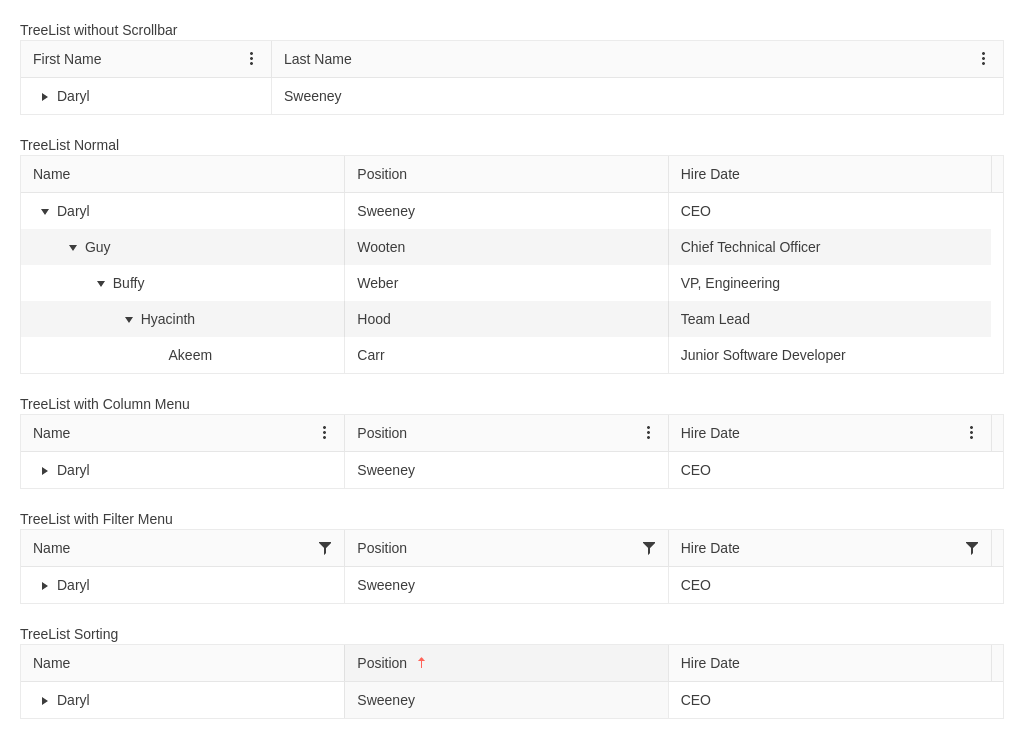 TreeList without Scrollbar
First Name Last Name
Daryl Sweeney
TreeList Normal
Name Position Hire Date
Daryl Sweeney CEO
Guy Wooten Chief Technical Officer
Buffy Weber VP, Engineering
Hyacinth Hood Team Lead
Akeem Carr Junior Software Developer
TreeList with Column Menu
Name Position Hire Date
Daryl Sweeney CEO
TreeList with Filter Menu
Name Position Hire Date
Daryl Sweeney CEO
TreeList Sorting
Name Position Hire Date
Daryl Sweeney CEO